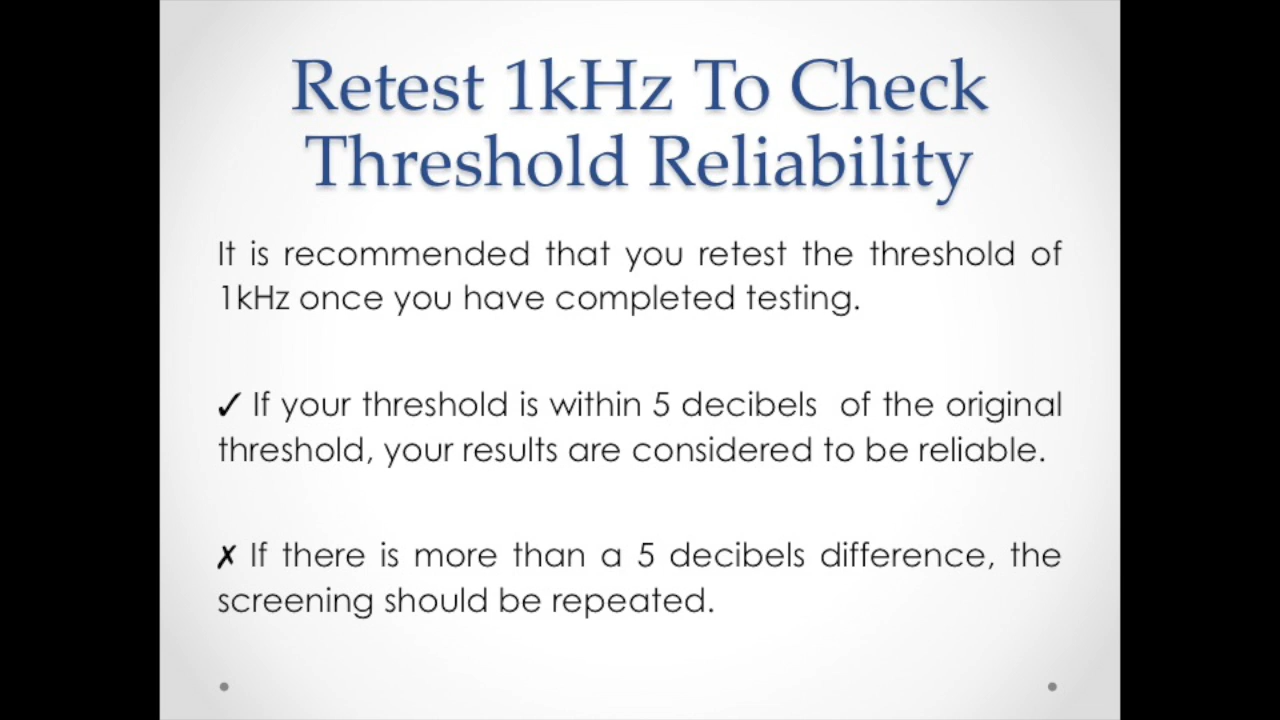 Retest 1kHz To Check
Threshold Reliability
It is recommended that you retest the threshold of
1kHz once you have completed testing.
✓ If your threshold is within 5 decibels  of the original
threshold, your results are considered to be reliable.
✗ If there is more than a 5 decibels difference, the
screening should be repeated.